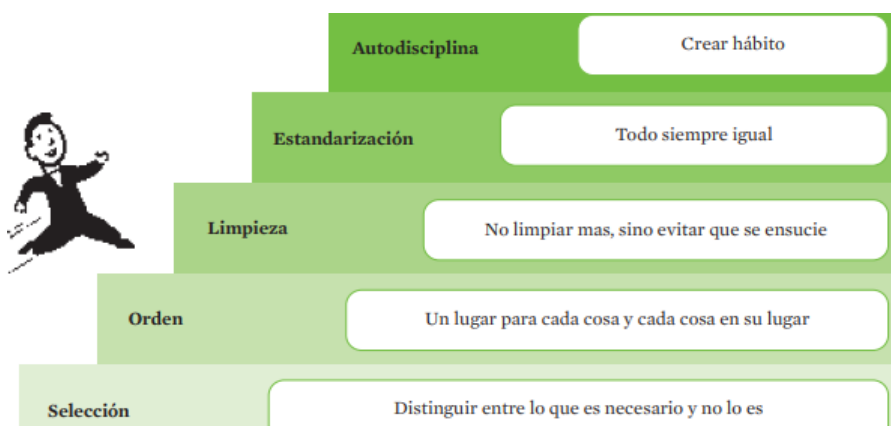 Autodisciplina
Crear hábito
Estandarización
Todo siempre igual
Limpieza
No limpiar mas, sino evitar que se ensucie
Orden
Un lugar para cada cosa y cada cosa en su lugar
Selección
Distinguir entre lo que es necesario y no lo es